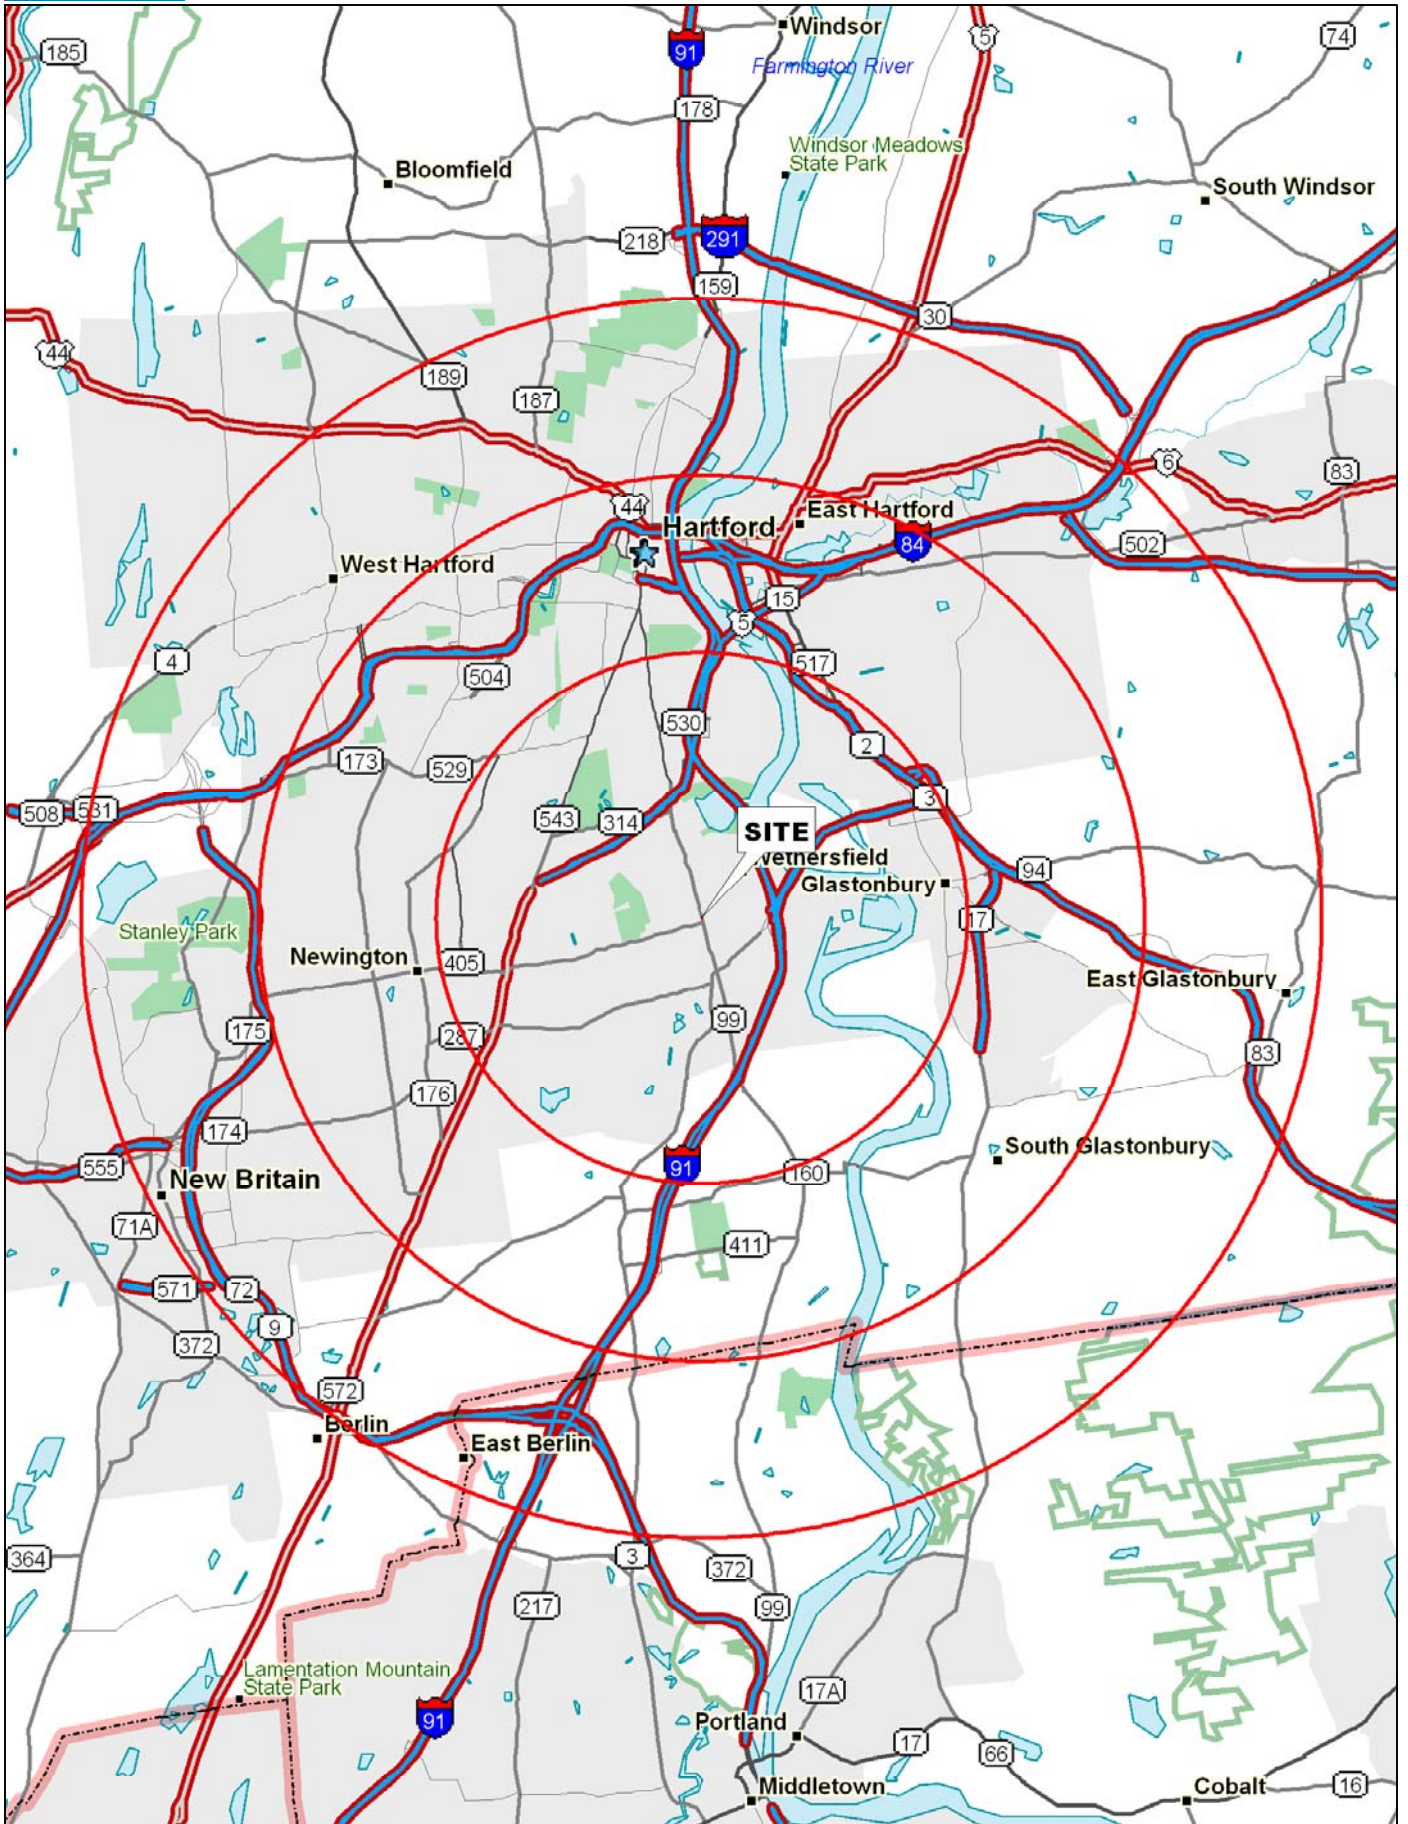 Windsor
5
185
91
74
Farmington River
178
Windsor Meadows
State Park
Bloomfield
South Windsor
218
291
159
30
44
189
187
6
83
44
East Hartford
Hartford
84
502
West Hartford
15
5
4
517
504
530
2
173
529
3
508
531
543
314
SITE
Wethersfield
94
Glastonbury
17
Stanley Park
Newington
405
East Glastonbury
99
175
287
83
176
174
South Glastonbury
555
91
160
New Britain
71A
411
571
72
9
372
572
Berlin
East Berlin
364
3
372
217
99
Lamentation Mountain
State Park
17A
91
Portland
17
66
Middletown
Cobalt
16